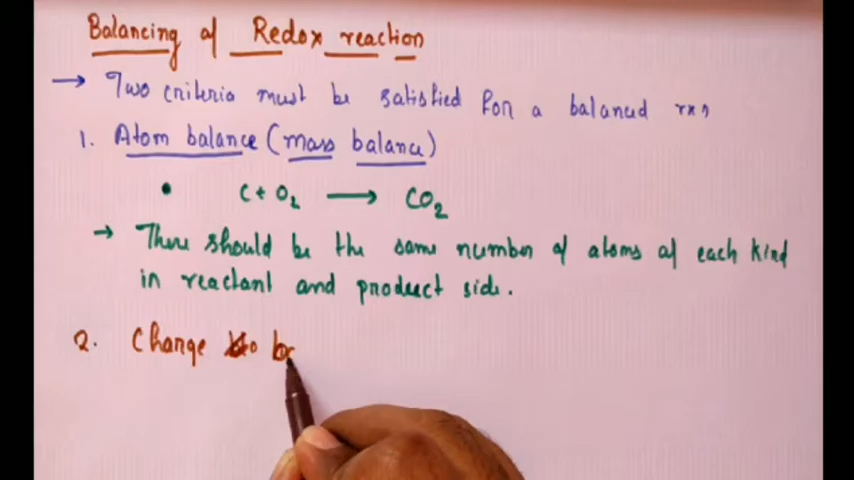 Balancing of Redox reaction
→ Two criteria must be satisfied for a balanced rxn
1. Atom balance (mass balance)
• C + O₂ ⟶ CO₂
→ There should be the same number of atoms of each kind
in reactant and product side.
2. Change